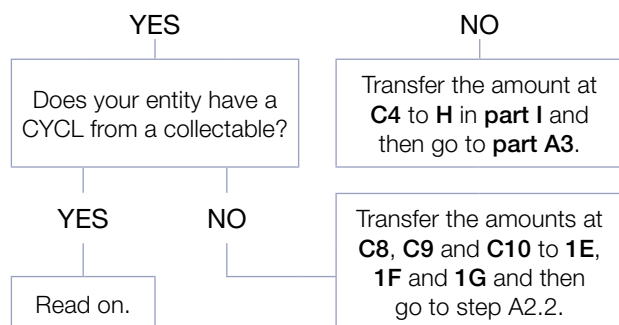 YES
NO
Does your entity have a
CYCL from a collectable?
Transfer the amount at
C4 to H in part I and
then go to part A3.
YES
NO
Transfer the amounts at
C8, C9 and C10 to 1E,
1F and 1G and then
go to step A2.2.
Read on.